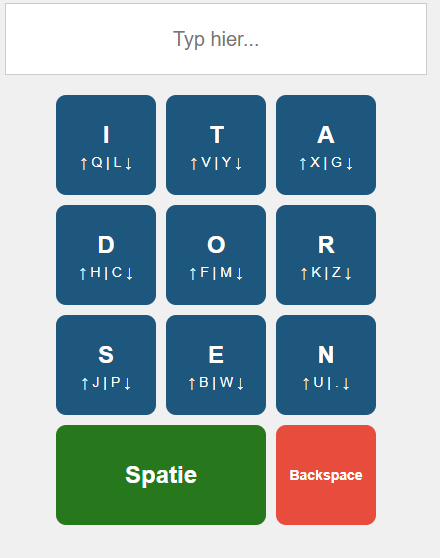 Typ hier...
I T A
↑Q|L↓ ↑V|Y↓ ↑X|G↓
D O R
↑H|C↓ ↑F|M↓ ↑K|Z↓
S E N
↑J|P↓ ↑B|W↓ ↑U|.↓
Spatie Backspace